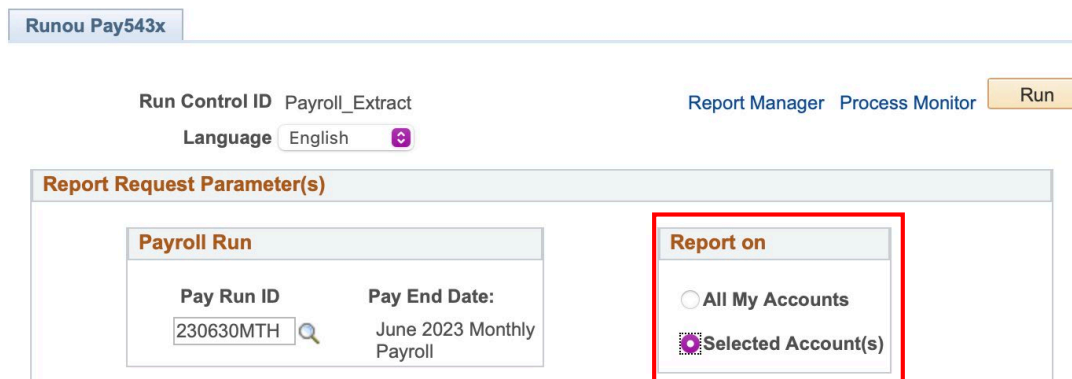 Runou Pay543x
Run Control ID Payroll_Extract
Report Manager Process Monitor Run
Language English
Report Request Parameter(s)
Payroll Run
Report on
Pay Run ID Pay End Date:
All My Accounts
230630MTH June 2023 Monthly
Payroll
Selected Account(s)